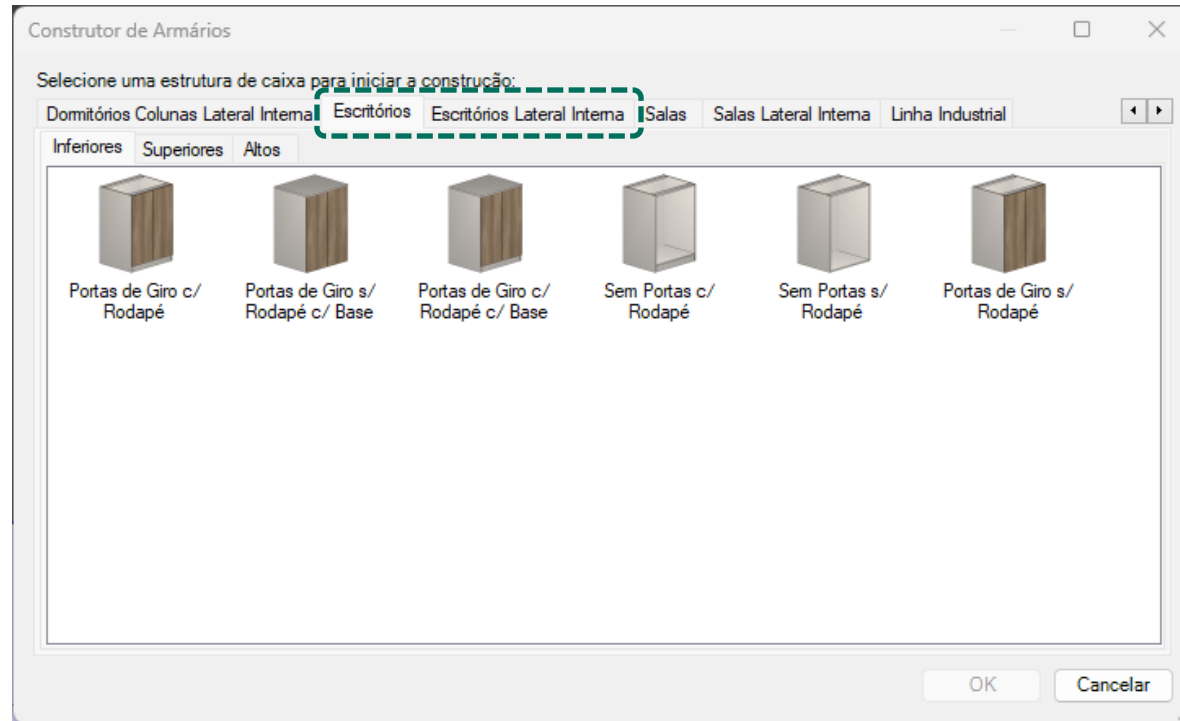 Construtor de Armários
Selecione uma estrutura de caixa para iniciar a construção:
Domitórios Colunas Lateral Interna Escritórios Escritórios Lateral Interna Salas Salas Lateral Interna Linha Industrial
Inferiores Superiores Altos
Portas de Giro c/ Portas de Giro s/ Portas de Giro c/ Sem Portas c/ Sem Portas s/ Portas de Giro s/
Rodapé Rodapé c/ Base Rodapé c/ Base Rodapé Rodapé Rodapé
OK Cancelar